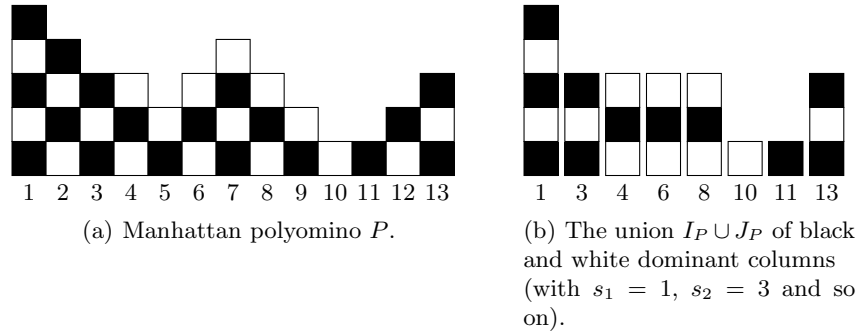 1 2 3 4 5 6 7 8 9 10 11 12 13
1 3 4 6 8 10 11 13
(a) Manhattan polyomino P.
(b) The union I_P ∪ J_P of black
and white dominant columns
(with s_1 = 1, s_2 = 3 and so
on).